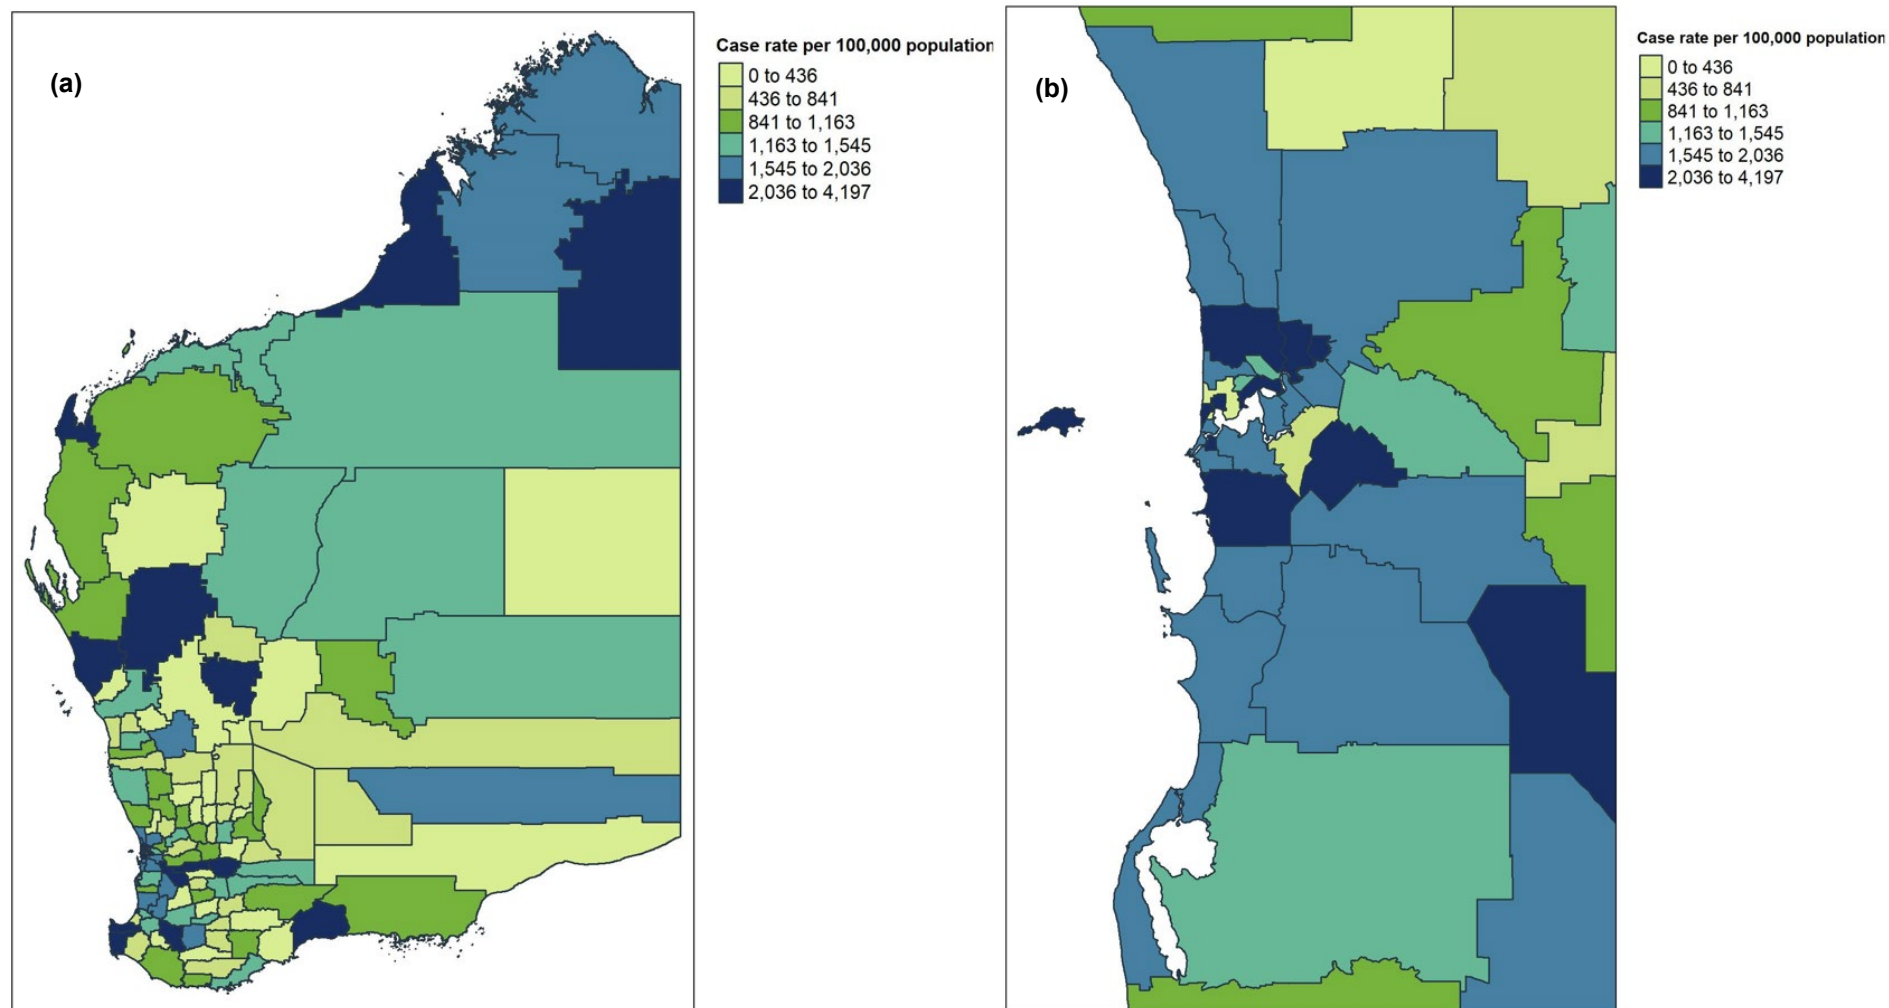 (a)
Case rate per 100,000 population
0 to 436
436 to 841
841 to 1,163
1,163 to 1,545
1,545 to 2,036
2,036 to 4,197
(b)
Case rate per 100,000 population
0 to 436
436 to 841
841 to 1,163
1,163 to 1,545
1,545 to 2,036
2,036 to 4,197